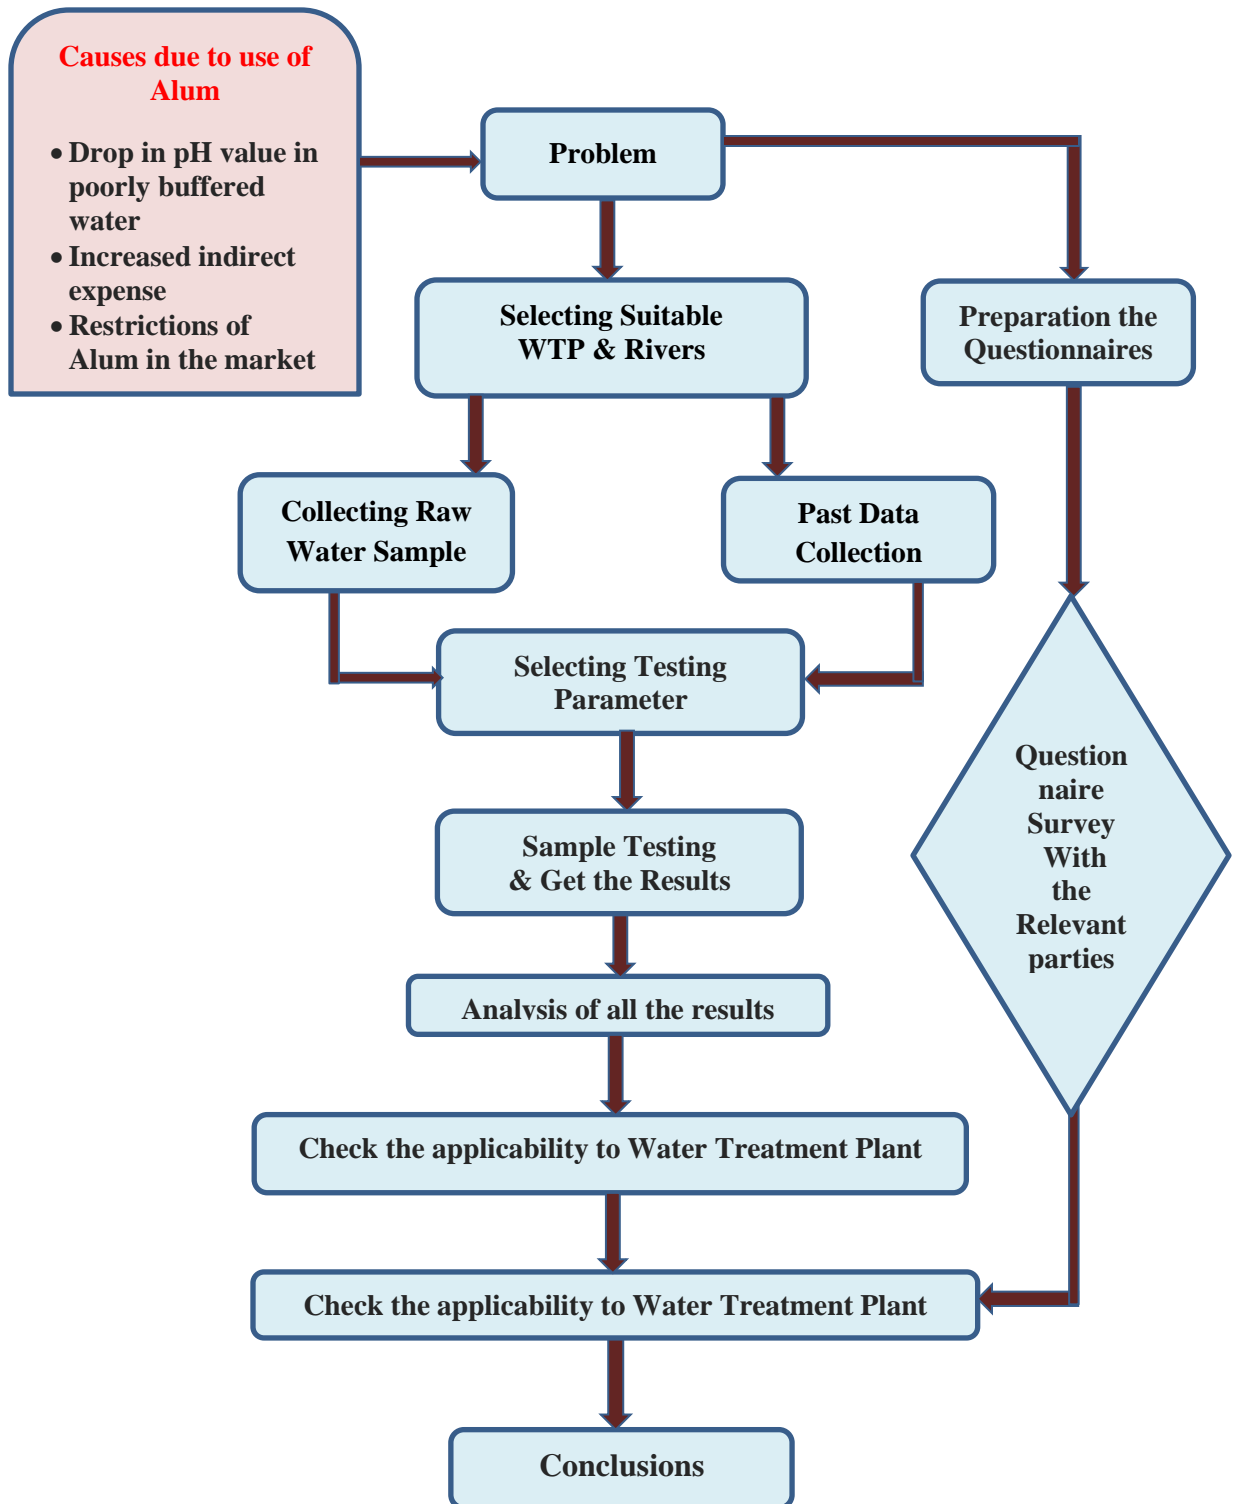 Causes due to use of
Alum
• Drop in pH value in
poorly buffered
water
• Increased indirect
expense
• Restrictions of
Alum in the market
Problem
Selecting Suitable
WTP & Rivers
Preparation the
Questionnaires
Collecting Raw
Water Sample
Past Data
Collection
Selecting Testing
Parameter
Question
naire
Survey
With
the
Relevant
parties
Sample Testing
& Get the Results
Analysis of all the results
Check the applicability to Water Treatment Plant
Check the applicability to Water Treatment Plant
Conclusions